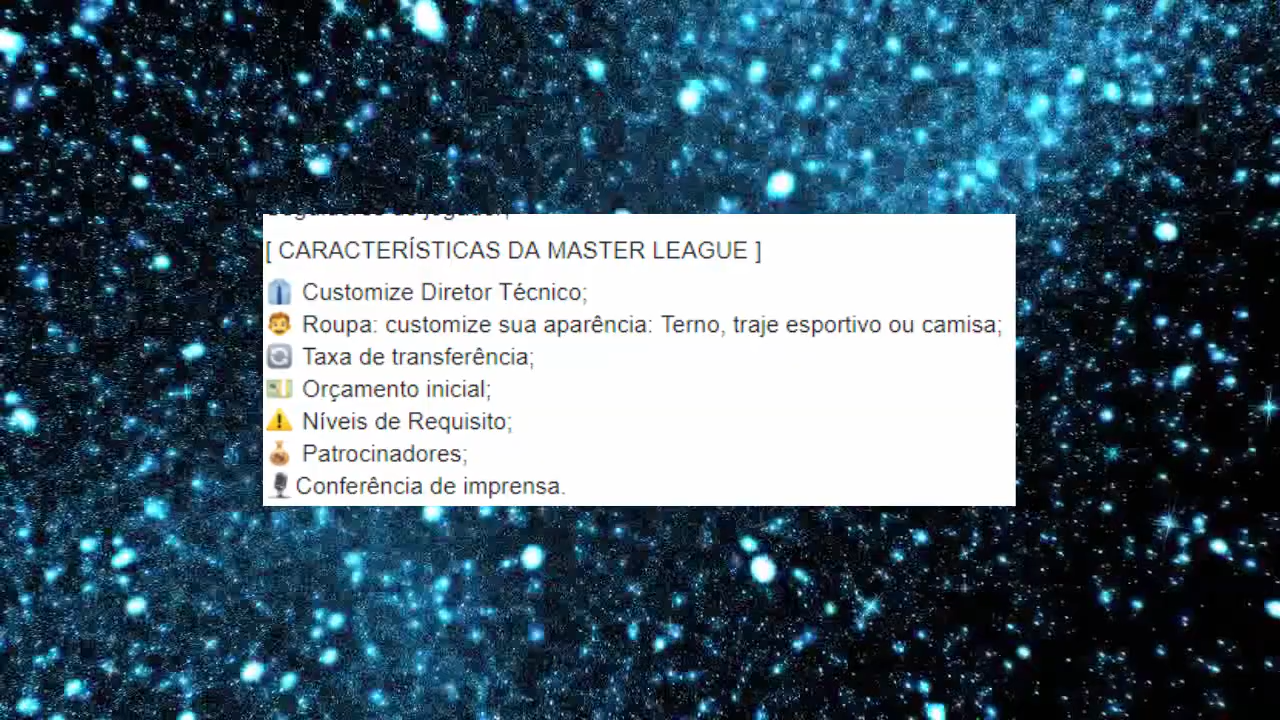 [ CARACTERÍSTICAS DA MASTER LEAGUE ]
👔 Customize Diretor Técnico;
🧑 Roupa: customize sua aparência: Terno, traje esportivo ou camisa;
🔄 Taxa de transferência;
💵 Orçamento inicial;
⚠️ Níveis de Requisito;
💰 Patrocinadores;
🎙️Conferência de imprensa.